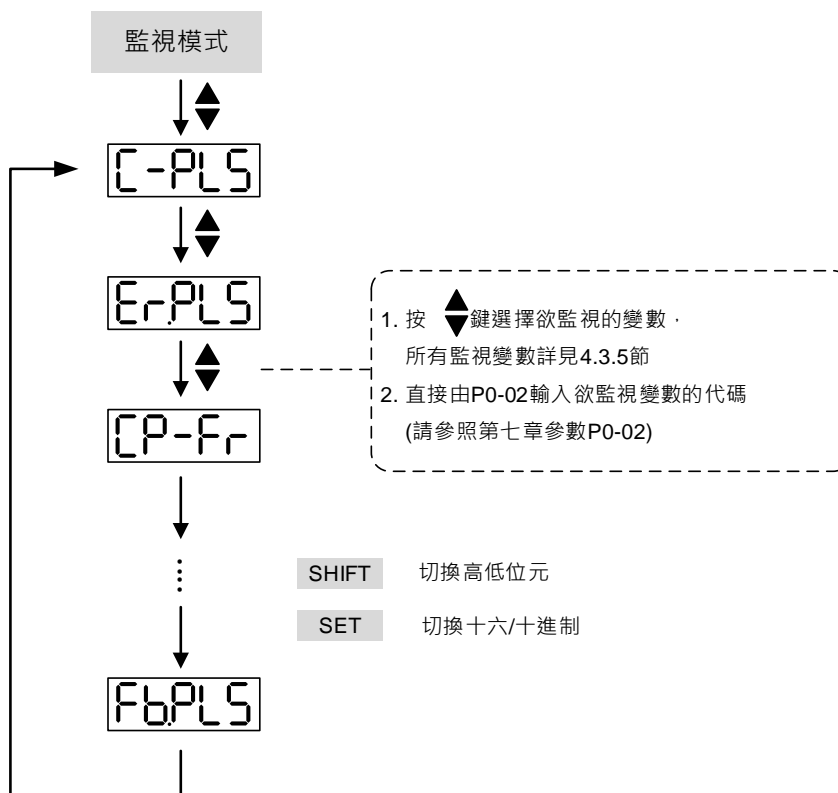 監視模式
C-PLS
Er.PLS
1. 按 鍵選擇欲監視的變數，
所有監視變數詳見4.3.5節
2. 直接由P0-02輸入欲監視變數的代碼
(請參照第七章參數P0-02)
CP-Fr
SHIFT 切換高低位元
SET 切換十六/十進制
Fb.PLS